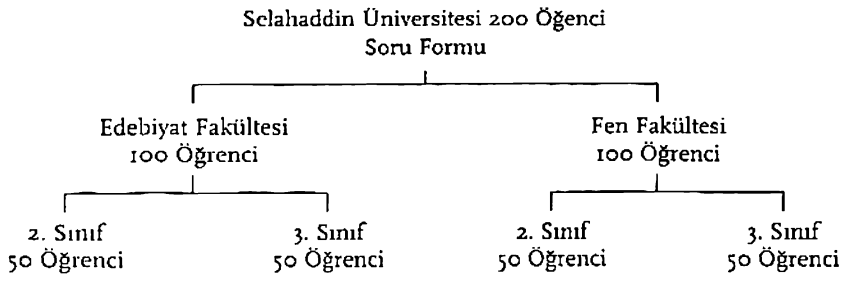 Selahaddin Üniversitesi 200 Öğenci
Soru Formu
Edebiyat Fakültesi
100 Öğrenci
Fen Fakültesi
100 Öğrenci
2. Sınıf
50 Öğrenci
3. Sınıf
50 Öğrenci
2. Sınıf
50 Öğrenci
3. Sınıf
50 Öğrenci